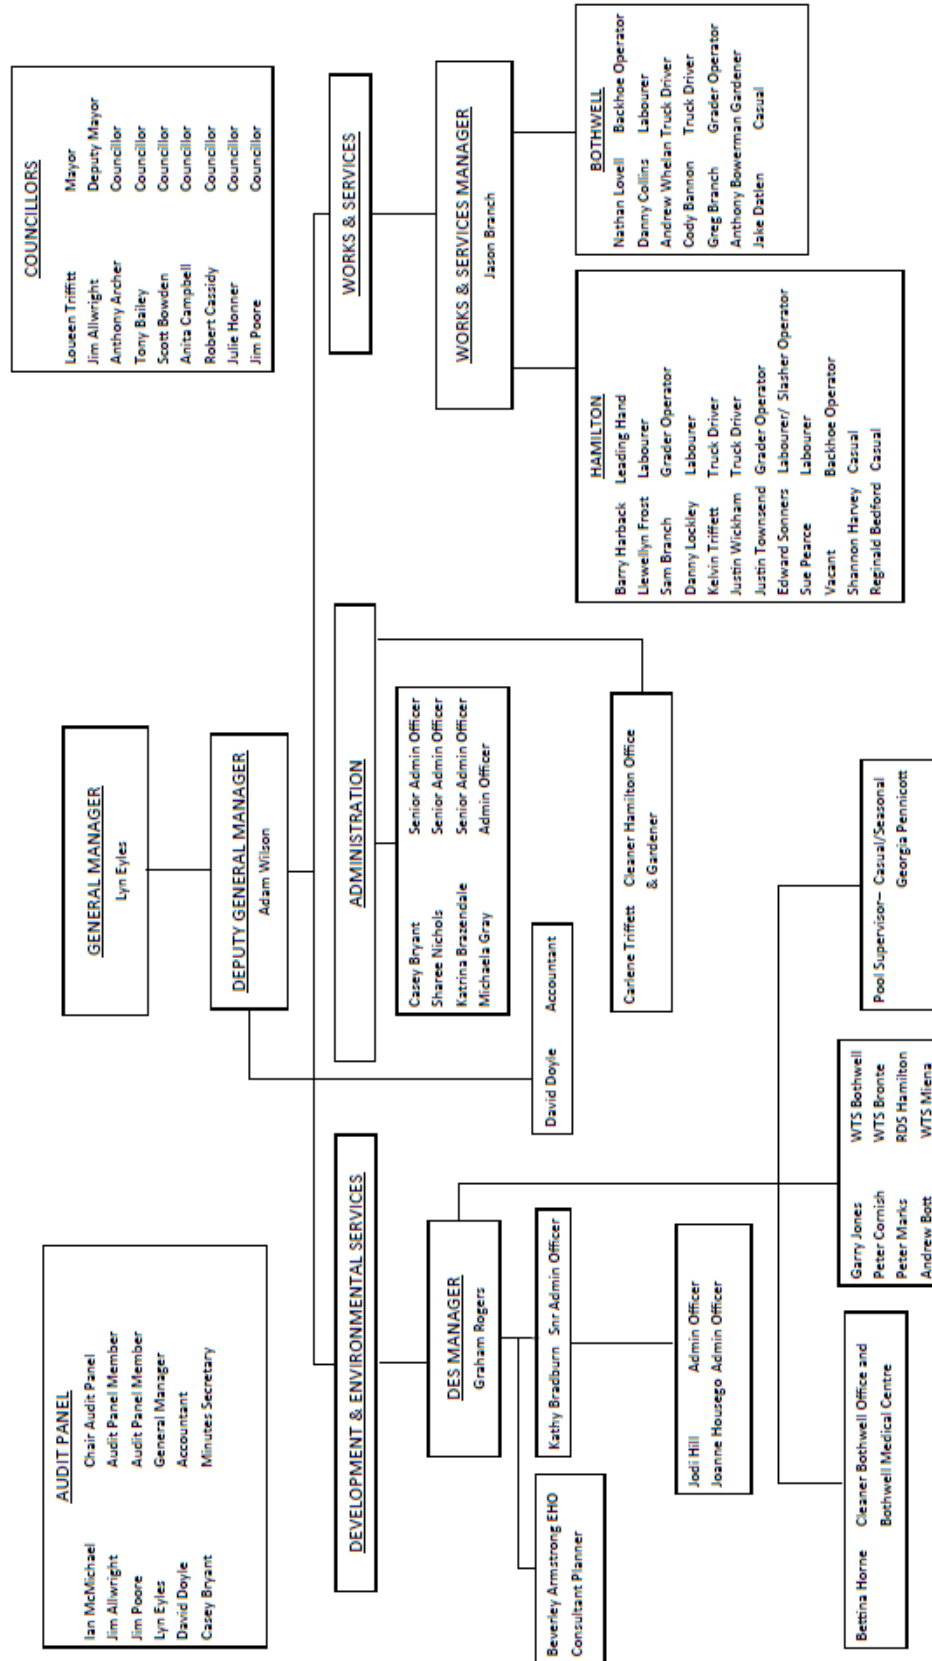 AUDIT PANEL
Ian McMichael Chair Audit Panel
Jim Allwright Audit Panel Member
Jim Poore Audit Panel Member
Lyn Eyles General Manager
David Doyle Accountant
Casey Bryant Minutes Secretary
GENERAL MANAGER
Lyn Eyles
COUNCILLORS
Loueen Triffitt Mayor
Jim Allwright Deputy Mayor
Anthony Archer Councillor
Tony Bailey Councillor
Scott Bowden Councillor
Anita Campbell Councillor
Robert Cassidy Councillor
Julie Honner Councillor
Jim Poore Councillor
DEPUTY GENERAL MANAGER
Adam Wilson
DEVELOPMENT & ENVIRONMENTAL SERVICES
ADMINISTRATION
WORKS & SERVICES
DES MANAGER
Graham Rogers
Casey Bryant Senior Admin Officer
Sharee Nichols Senior Admin Officer
Katrina Brazendale Senior Admin Officer
Michaela Gray Admin Officer
WORKS & SERVICES MANAGER
Jason Branch
Beverley Armstrong EHO
Consultant Planner
Kathy Bradburn Snr Admin Officer
David Doyle Accountant
Carlene Triffett Cleaner Hamilton Office
& Gardener
HAMILTON
Barry Harback Leading Hand
Llewellyn Frost Labourer
Sam Branch Grader Operator
Danny Lockley Labourer
Kelvin Triffett Truck Driver
Justin Wickham Truck Driver
Justin Townsend Grader Operator
Edward Sonners Labourer/ Slasher Operator
Sue Pearce Labourer
Vacant Backhoe Operator
Shannon Harvey Casual
Reginald Bedford Casual
BOTHWELL
Nathan Lovell Backhoe Operator
Danny Collins Labourer
Andrew Whelan Truck Driver
Cody Bannon Truck Driver
Greg Branch Grader Operator
Anthony Bowerman Gardener
Jake Datlen Casual
Jodi Hill Admin Officer
Joanne Housego Admin Officer
Bettina Horne Cleaner Bothwell Office and
Bothwell Medical Centre
Garry Jones WTS Bothwell
Peter Cornish WTS Bronte
Peter Marks RDS Hamilton
Andrew Bott WTS Miena
Pool Supervisor– Casual/Seasonal
Georgia Pennicott